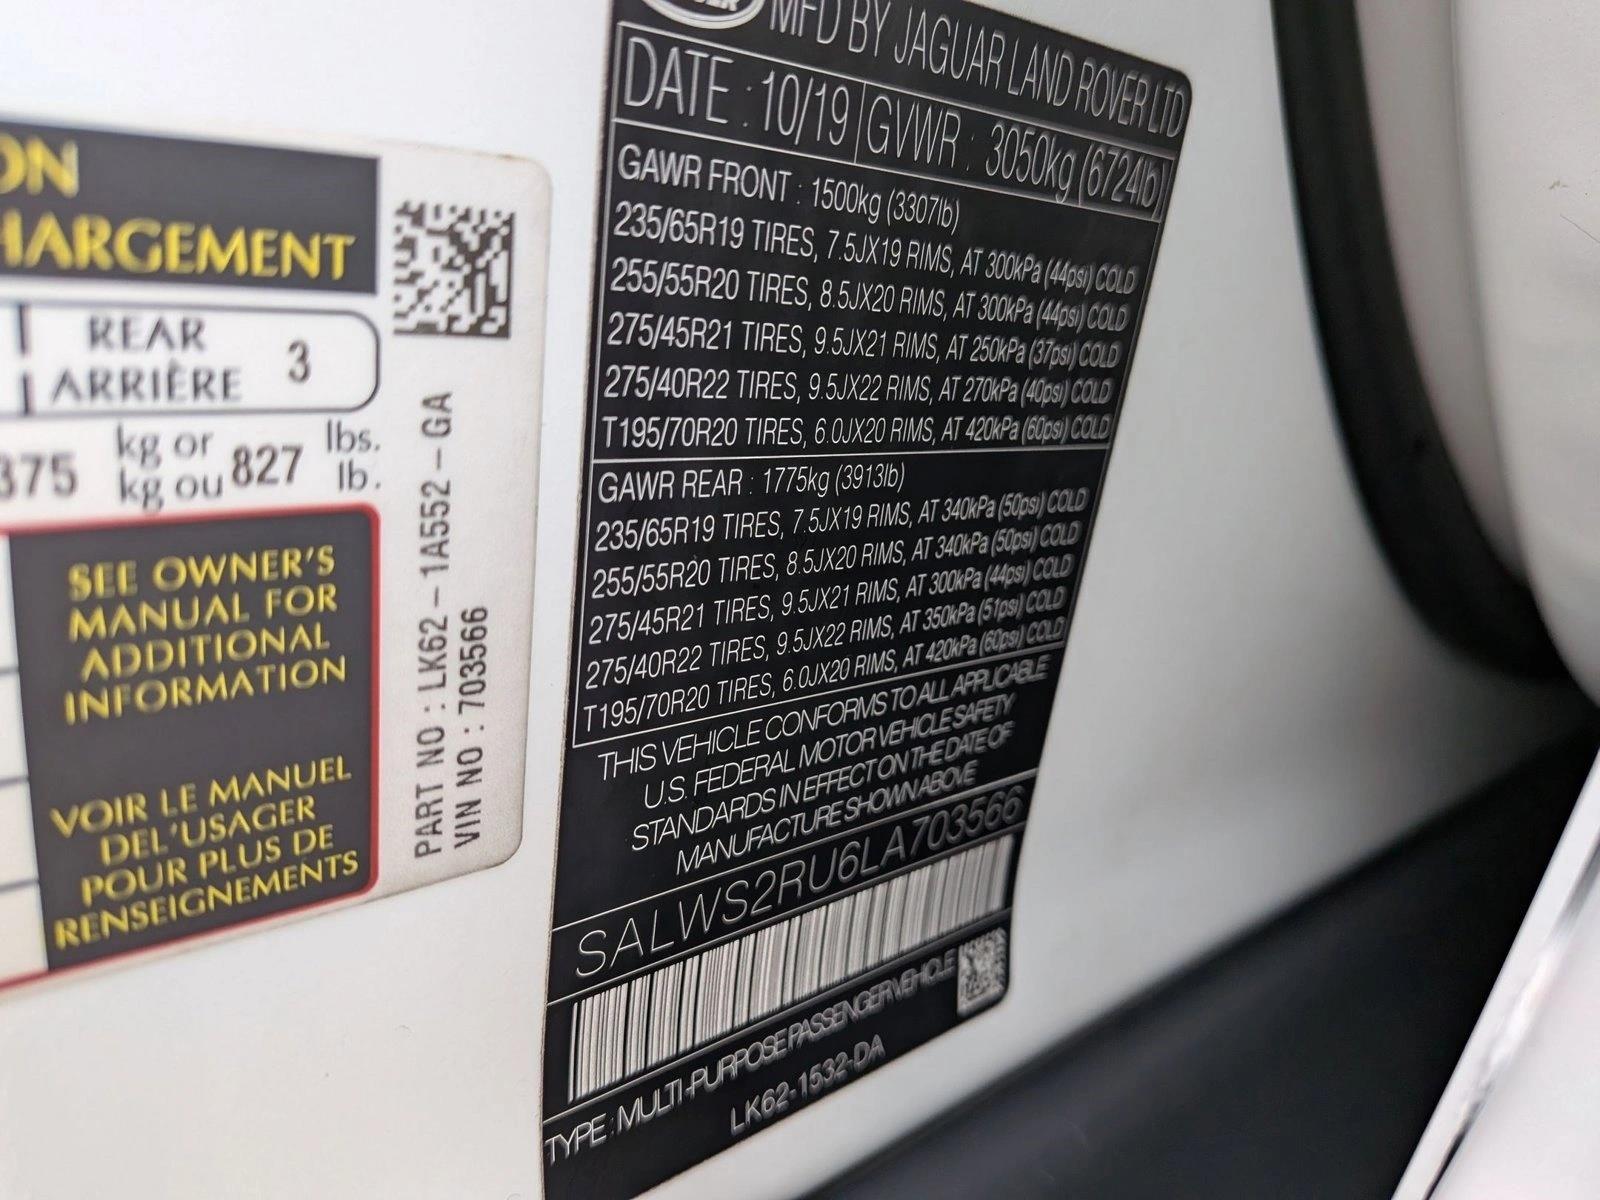 ON
HARGEMENT
REAR
ARRIÈRE 3
375 kg or
kg ou 827 lbs.
lb.
SEE OWNER'S
MANUAL FOR
ADDITIONAL
INFORMATION
VOIR LE MANUEL
DEL'USAGER
POUR PLUS DE
RENSEIGNEMENTS
PART NO : LK62 - 1A552 - GA
VIN NO : 703566
MFD BY JAGUAR LAND ROVER LTD
DATE : 10/19 GVWR : 3050kg (6724lb)
GAWR FRONT : 1500kg (3307lb)
235/65R19 TIRES, 7.5JX19 RIMS, AT 300kPa (44psi) COLD
255/55R20 TIRES, 8.5JX20 RIMS, AT 300kPa (44psi) COLD
275/45R21 TIRES, 9.5JX21 RIMS, AT 250kPa (37psi) COLD
275/40R22 TIRES, 9.5JX22 RIMS, AT 270kPa (40psi) COLD
T195/70R20 TIRES, 6.0JX20 RIMS, AT 420kPa (60psi) COLD
GAWR REAR : 1775kg (3913lb)
235/65R19 TIRES, 7.5JX19 RIMS, AT 340kPa (50psi) COLD
255/55R20 TIRES, 8.5JX20 RIMS, AT 340kPa (50psi) COLD
275/45R21 TIRES, 9.5JX21 RIMS, AT 300kPa (44psi) COLD
275/40R22 TIRES, 9.5JX22 RIMS, AT 350kPa (51psi) COLD
T195/70R20 TIRES, 6.0JX20 RIMS, AT 420kPa (60psi) COLD
THIS VEHICLE CONFORMS TO ALL APPLICABLE
U.S. FEDERAL MOTOR VEHICLE SAFETY
STANDARDS IN EFFECT ON THE DATE OF
MANUFACTURE SHOWN ABOVE
SALWS2RU6LA703566
TYPE : MULTI-PURPOSE PASSENGER VEHICLE
LK62-1532-DA